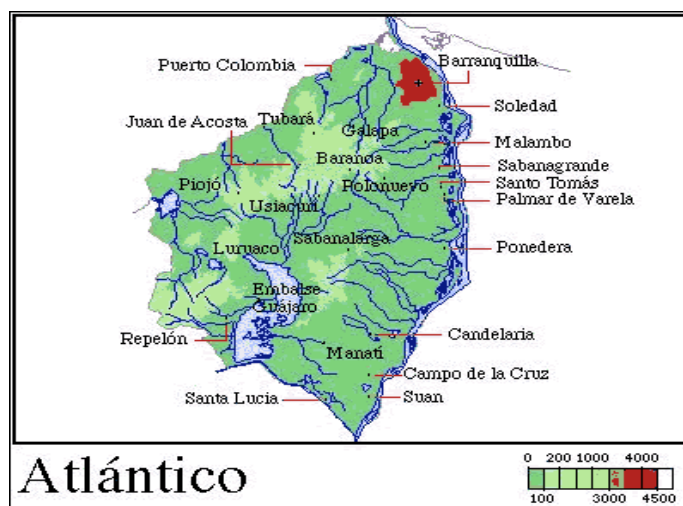 Puerto Colombia
Barranquilla
Soledad
Juan de Acosta
Tubará
Galapa
Malambo
Baranoa
Sabanagrande
Piojó
Polonuevo
Santo Tomás
Usiacurí
Palmar de Varela
Sabanalarga
Ponedera
Luruaco
Embalse
Guájaro
Repelón
Candelaria
Manatí
Campo de la Cruz
Santa Lucia
Suan
Atlántico
0 200 1000 4000
100 3000 4500